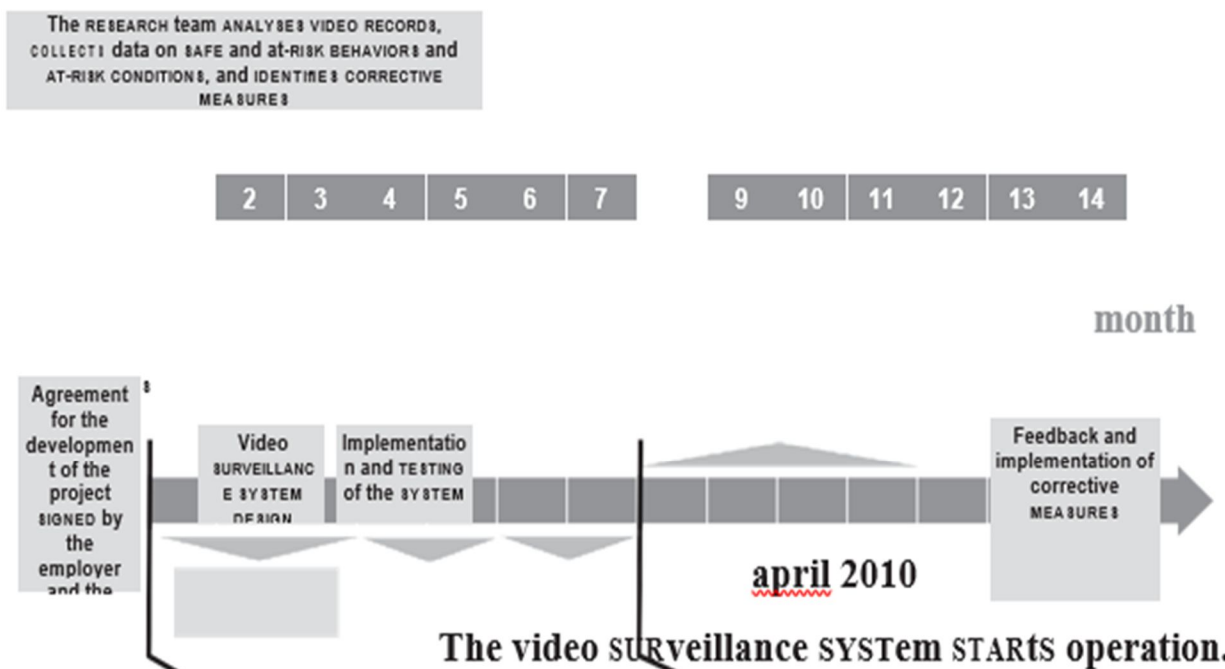 The RESEARCH team ANALYSES VIDEO RECORDS,
COLLECTS data on SAFE and at-RISK BEHAVIORS and
AT-RISK CONDITIONS, and IDENTIfIES CORRECTIVE
MEASURES
2 3 4 5 6 7 9 10 11 12 13 14
month
Agreement
for the
developmen
t of the
project
SIGNED by
the
employer
and the
s
Video
SURVEILLANC
E SYSTEM
DESIGN
Implementatio
n and TESTING
of the SYSTEM
Feedback and
implementation of
corrective
MEASURES
april 2010
The video SURveillance SYSTem STARtS operation.